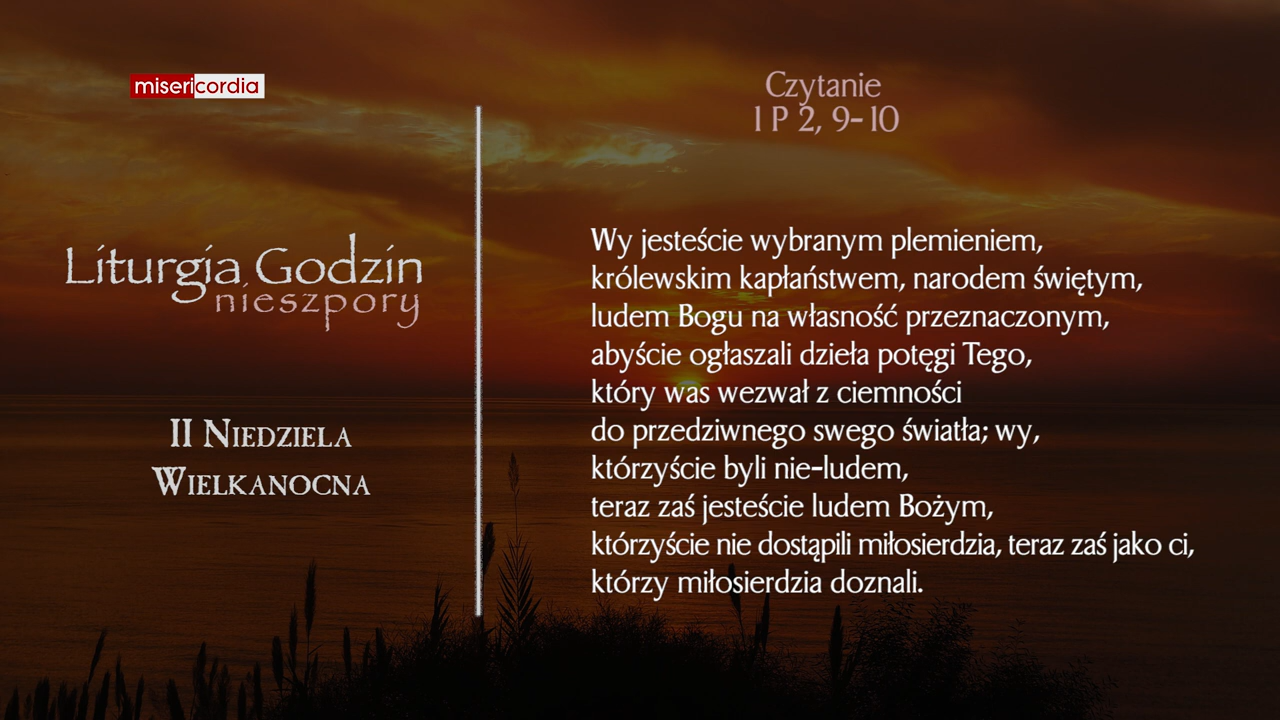 misericordia
Liturgia Godzin
nieszpory
II Niedziela
Wielkanocna
Czytanie
1 P 2, 9-10
Wy jesteście wybranym plemieniem,
królewskim kapłaństwem, narodem świętym,
ludem Bogu na własność przeznaczonym,
abyście ogłaszali dzieła potęgi Tego,
który was wezwał z ciemności
do przedziwnego swego światła; wy,
którzyście byli nie-ludem,
teraz zaś jesteście ludem Bożym,
którzyście nie dostąpili miłosierdzia, teraz zaś jako ci,
którzy miłosierdzia doznali.